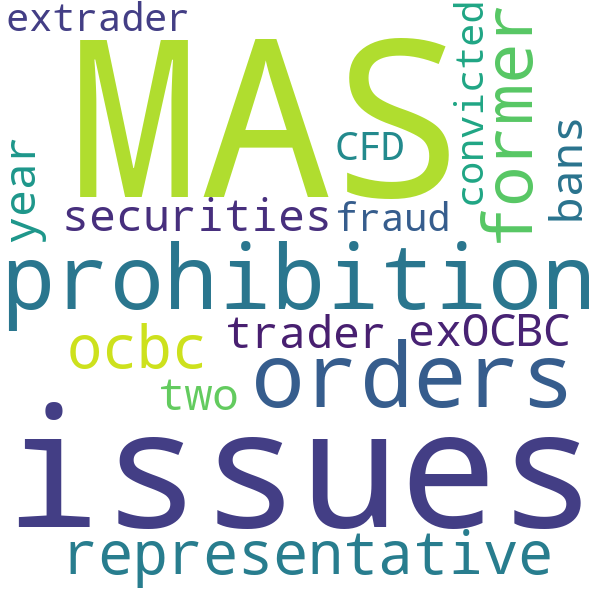 extrader
MAS
convicted
former
bans
year
CFD
securities
fraud
prohibition
ocbc
trader
exOCBC
two
orders
issues
representative